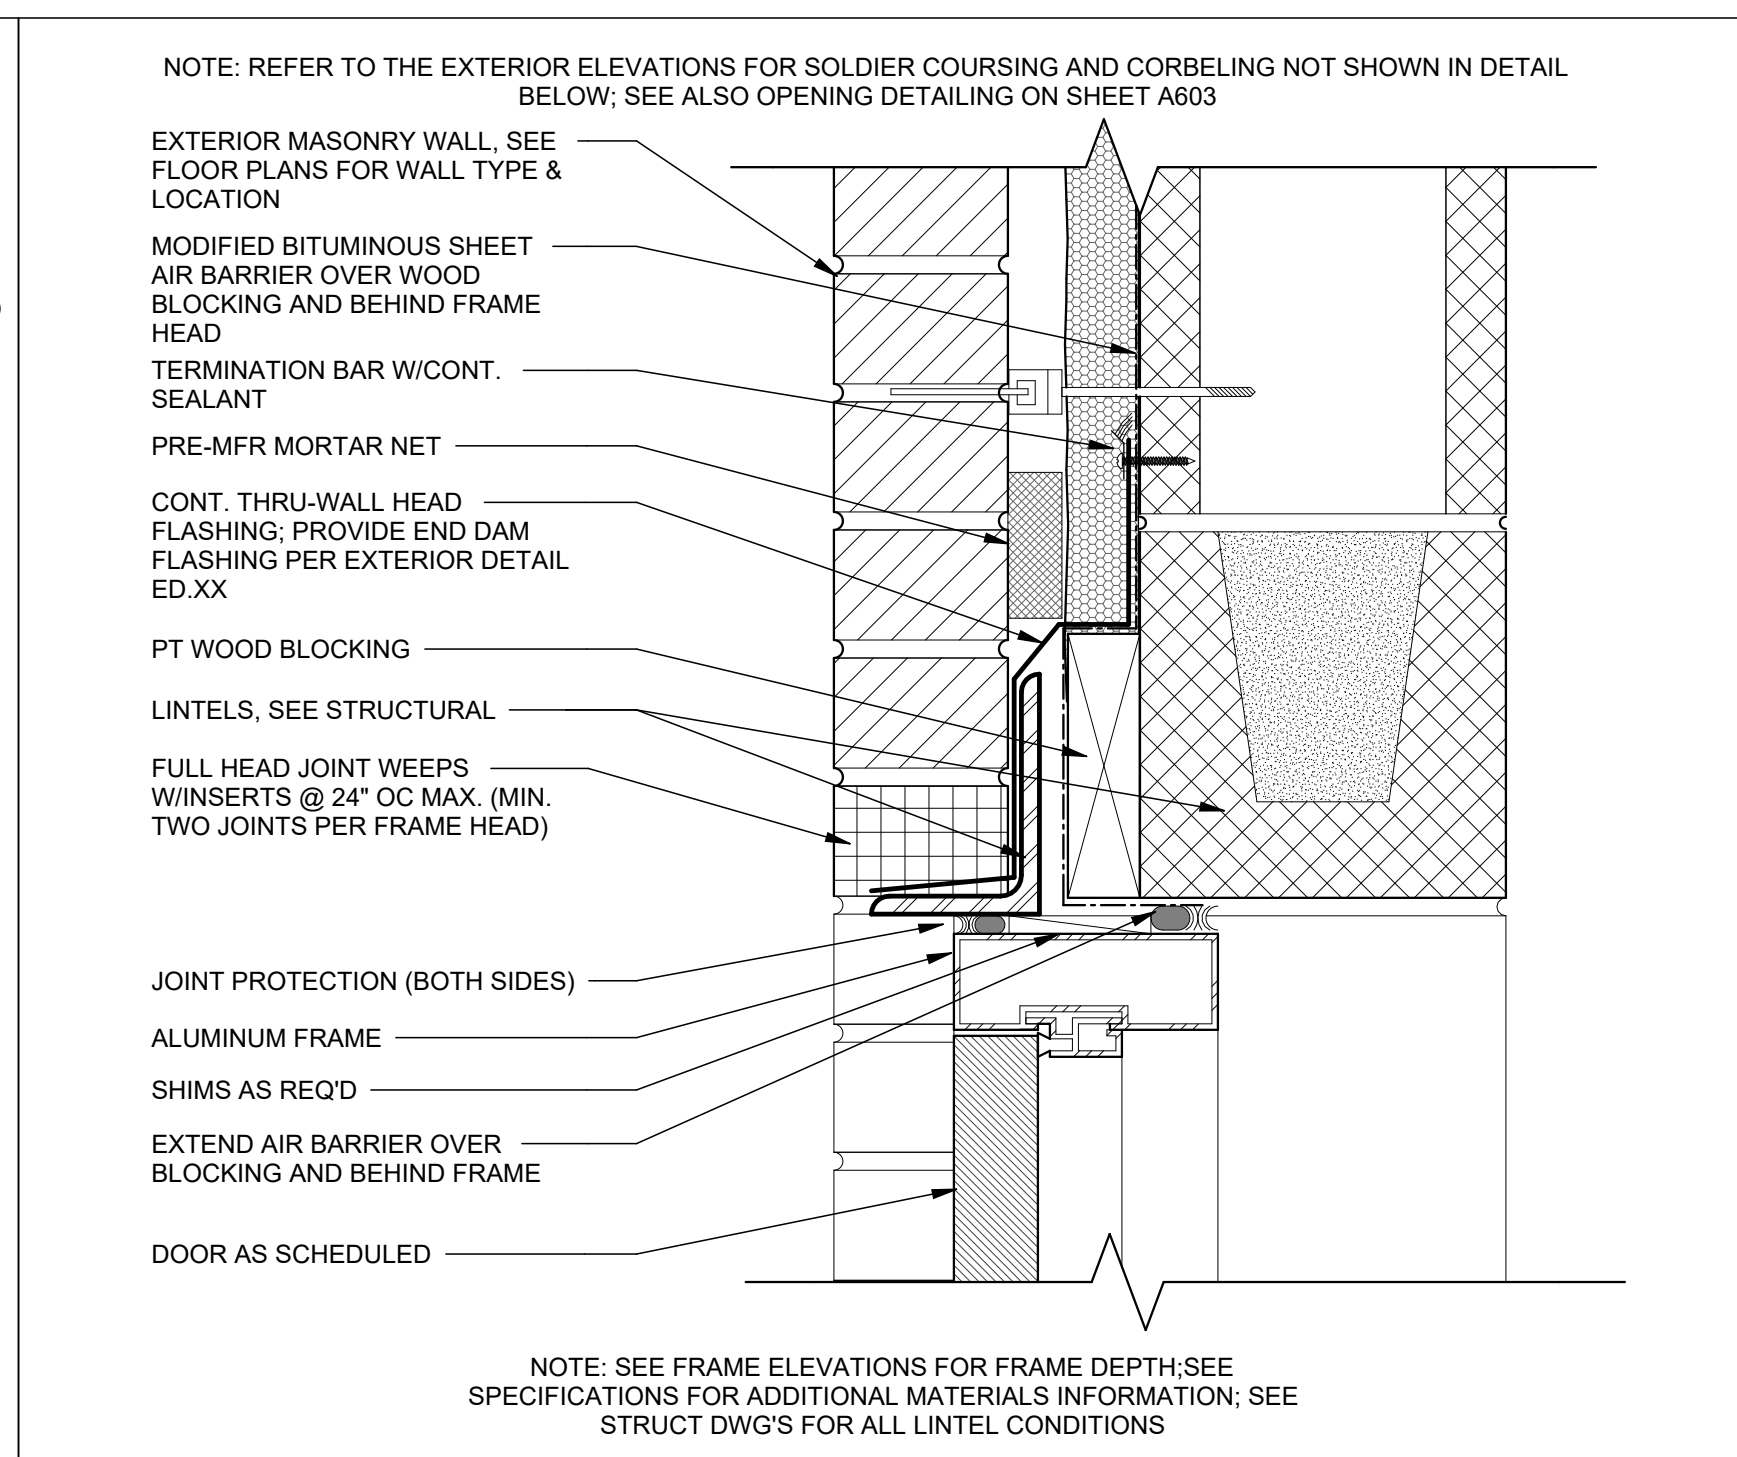 NOTE: REFER TO THE EXTERIOR ELEVATIONS FOR SOLDIER COURSING AND CORBELING NOT SHOWN IN DETAIL
BELOW; SEE ALSO OPENING DETAILING ON SHEET A603
EXTERIOR MASONRY WALL, SEE
FLOOR PLANS FOR WALL TYPE &
LOCATION
MODIFIED BITUMINOUS SHEET
AIR BARRIER OVER WOOD
BLOCKING AND BEHIND FRAME
HEAD
TERMINATION BAR W/CONT.
SEALANT
PRE-MFR MORTAR NET
CONT. THRU-WALL HEAD
FLASHING; PROVIDE END DAM
FLASHING PER EXTERIOR DETAIL
ED.XX
PT WOOD BLOCKING
LINTELS, SEE STRUCTURAL
FULL HEAD JOINT WEEPS
W/INSERTS @ 24" OC MAX. (MIN.
TWO JOINTS PER FRAME HEAD)
JOINT PROTECTION (BOTH SIDES)
ALUMINUM FRAME
SHIMS AS REQ'D
EXTEND AIR BARRIER OVER
BLOCKING AND BEHIND FRAME
DOOR AS SCHEDULED
NOTE: SEE FRAME ELEVATIONS FOR FRAME DEPTH;SEE
SPECIFICATIONS FOR ADDITIONAL MATERIALS INFORMATION; SEE
STRUCT DWG'S FOR ALL LINTEL CONDITIONS